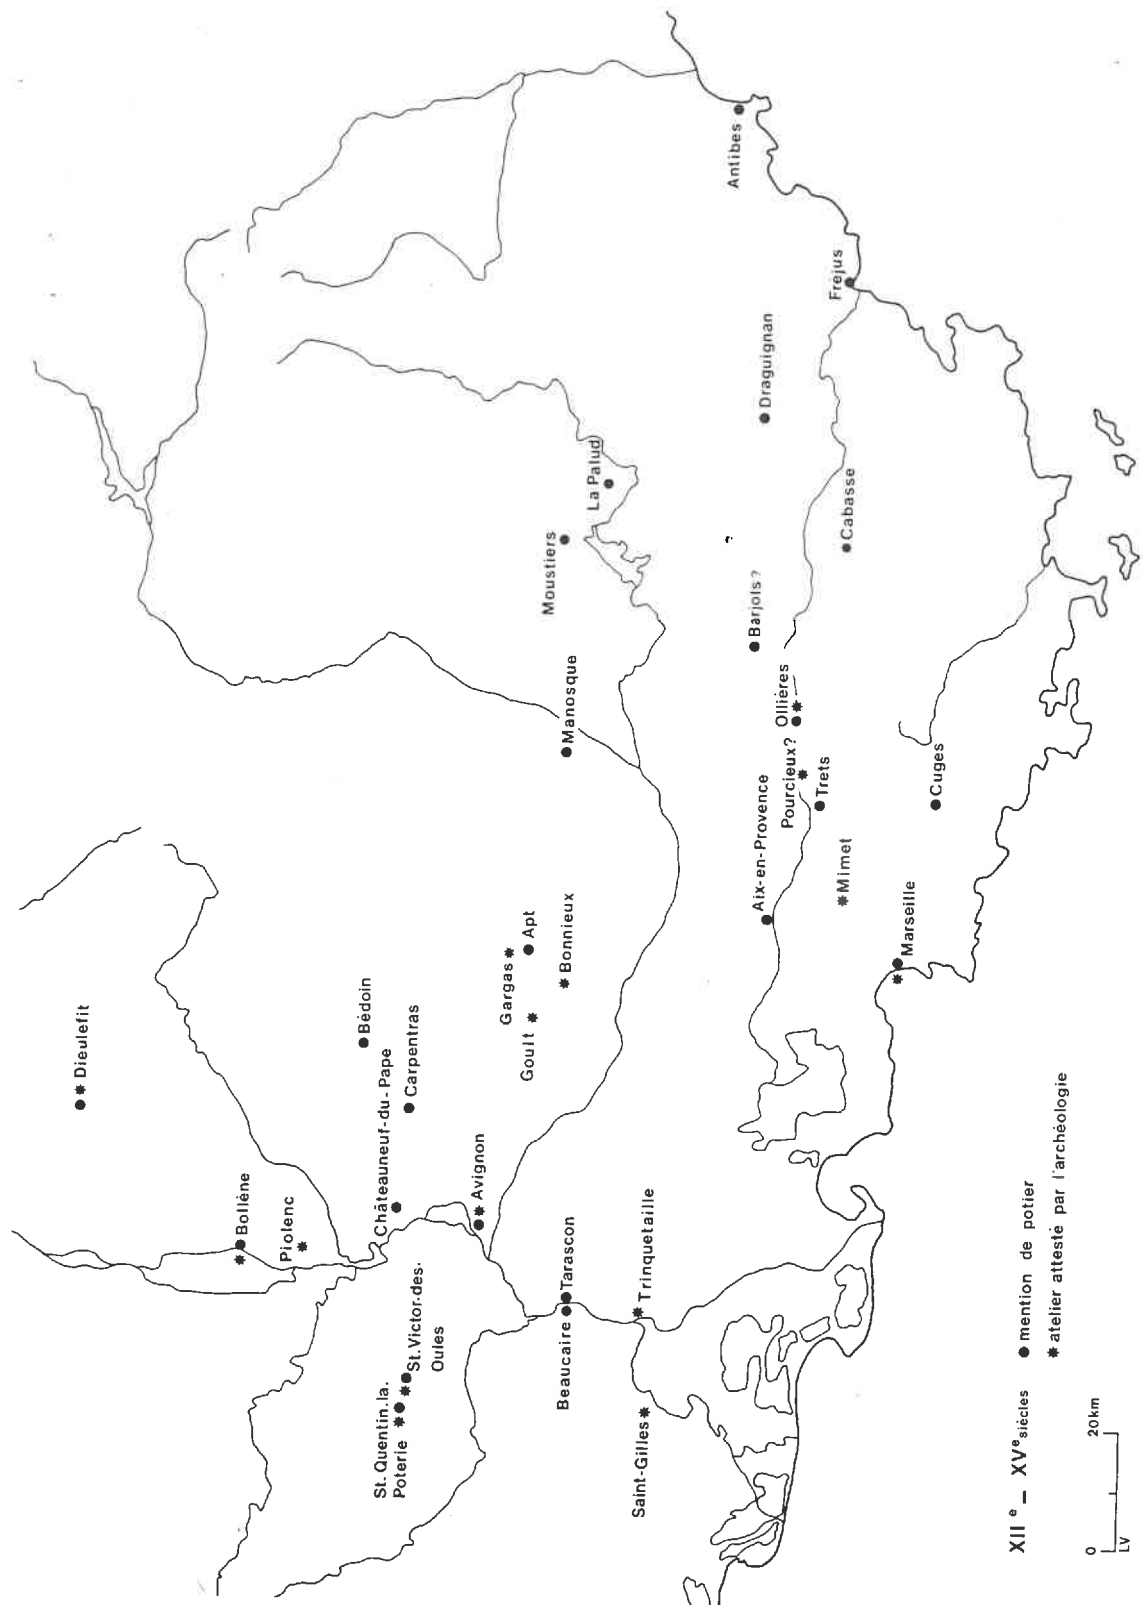 Dieulefit
Bollène
Piolenc
Bédoin
Châteauneuf-du-Pape
Carpentras
St. Quentin.la.
Poterie
St.Victor.des.
Oules
Avignon
Gargas
Goult
Apt
Bonnieux
Manosque
Moustiers
La Palud
Beaucaire
Tarascon
Saint-Gilles
Trinquetaille
Aix-en-Provence
Pourcieux?
Ollières
Barjols?
?
Draguignan
Antibes
Trets
Mimet
Cabasse
Fréjus
Marseille
Cuges
XIIe – XVe siècles
mention de potier
atelier attesté par l'archéologie
0 20km
LV